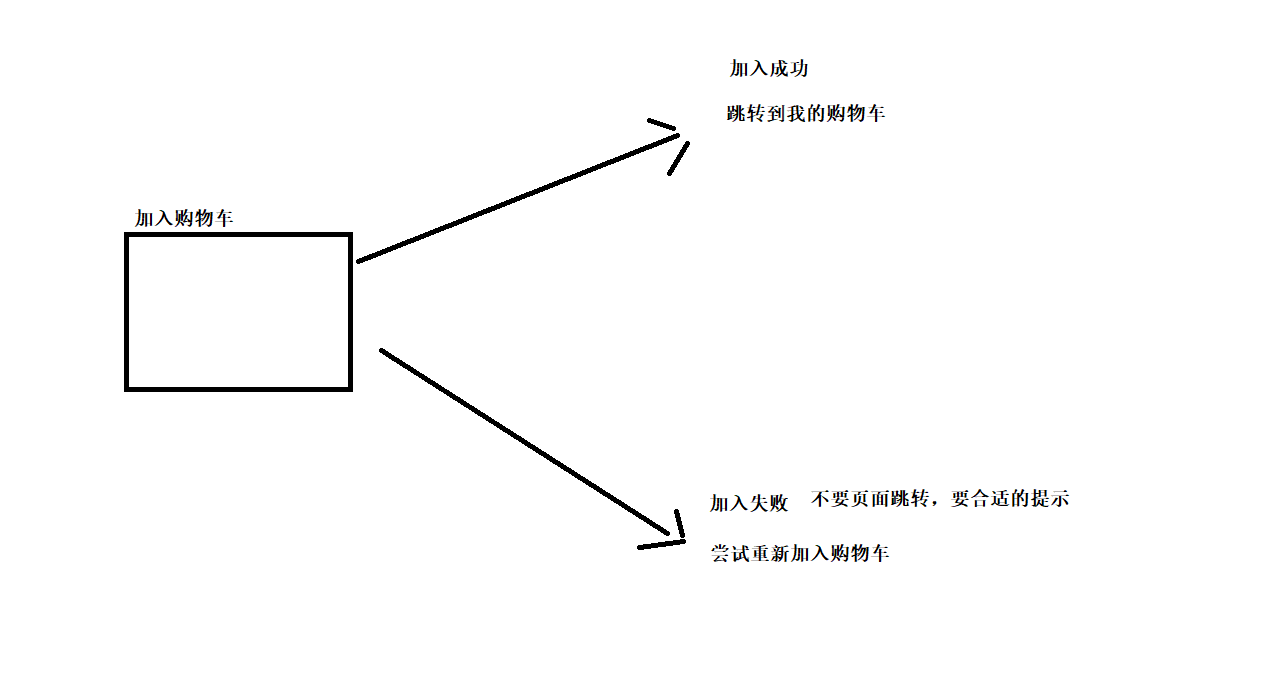 加入成功
跳转到我的购物车
加入购物车
加入失败 不要页面跳转，要合适的提示
尝试重新加入购物车